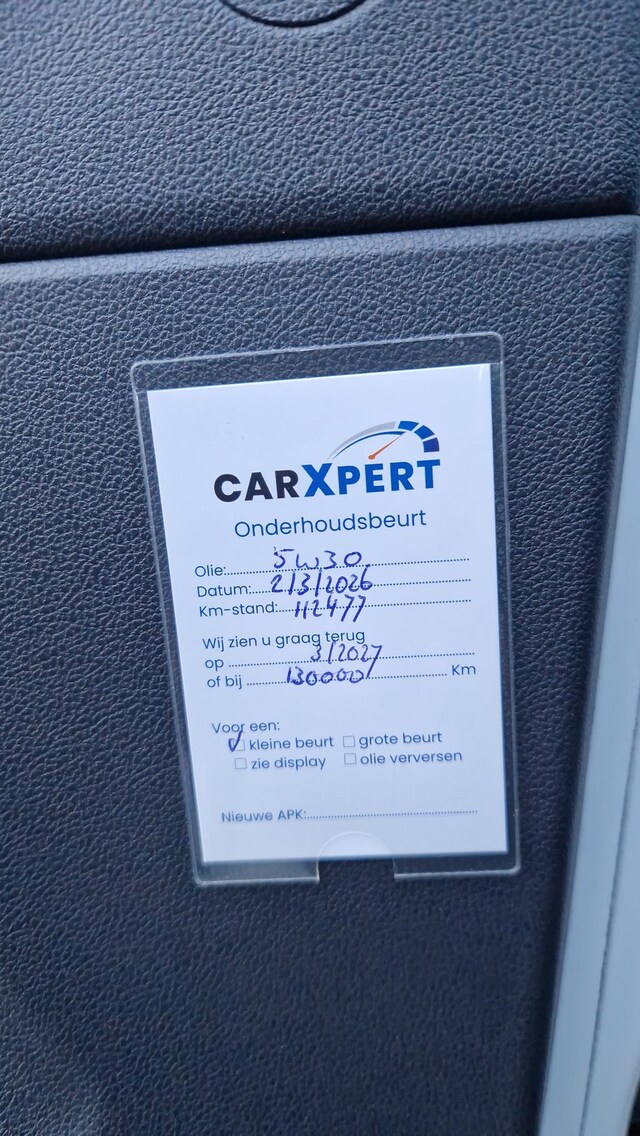 CARXPERT
Onderhoudsbeurt
Olie: 5W30
Datum: 2/3/2026
Km-stand: 112477
Wij zien u graag terug
op 3/2027
of bij 130000 Km
Voor een:
kleine beurt grote beurt
zie display olie verversen
Nieuwe APK: